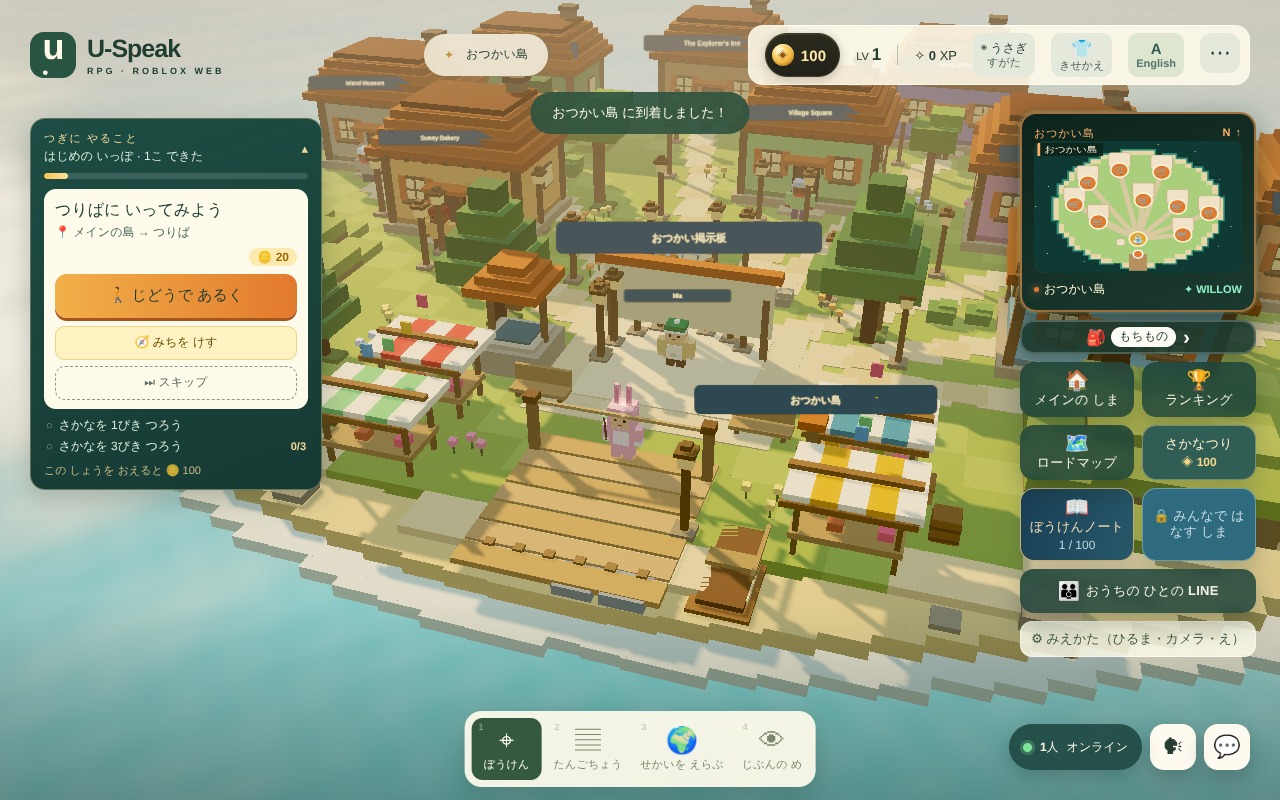 u U-Speak
RPG · ROBLOX WEB
✦ おつかい島
The Explorer's Inn
100
LV 1
✧ 0 XP
うさぎ
すがた
きせかえ
A
English
…
Island Museum
Sunny Bakery
Village Square
おつかい島 に到着しました！
つぎに やること
はじめの いっぽ · 1こ できた
▲
つりばに いってみよう
📍 メインの島 → つりば
🪙 20
🚶 じどうで あるく
🧭 みちを けす
⏭ スキップ
○ さかなを 1ぴき つろう
○ さかなを 3びき つろう 0/3
この しょうを おえると 🪙 100
おつかい掲示板
Mia
おつかい島
おつかい島 N ↑
おつかい島
おつかい島 ✦ WILLOW
🎒 もちもの ›
🏠 メインの しま
🏆 ランキング
🗺️ ロードマップ
さかなつり
◈ 100
📖 ぼうけんノート
1 / 100
🔒 みんなで は
なす しま
👪 おうちの ひとの LINE
⚙ みえかた（ひるま・カメラ・え）
1 ぼうけん
2 たんごちょう
3 せかいを えらぶ
4 じぶんの め
1人 オンライン